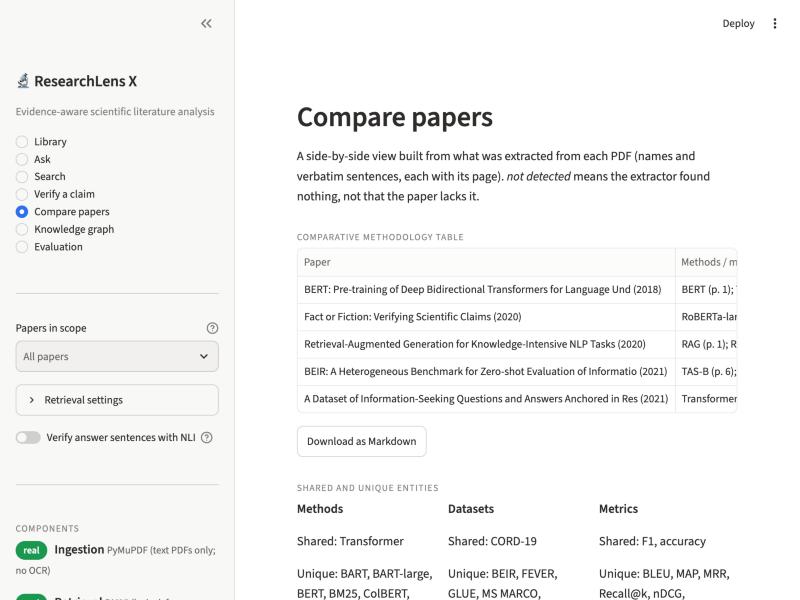 Deploy
ResearchLens X
Evidence-aware scientific literature analysis
Library
Ask
Search
Verify a claim
Compare papers
Knowledge graph
Evaluation
Papers in scope
All papers
Retrieval settings
Verify answer sentences with NLI
COMPONENTS
real Ingestion PyMuPDF (text PDFs only;
no OCR)
Compare papers
A side-by-side view built from what was extracted from each PDF (names and
verbatim sentences, each with its page). not detected means the extractor found
nothing, not that the paper lacks it.
COMPARATIVE METHODOLOGY TABLE
Paper Methods / m
BERT: Pre-training of Deep Bidirectional Transformers for Language Und (2018) BERT (p. 1);
Fact or Fiction: Verifying Scientific Claims (2020) RoBERTa-lar
Retrieval-Augmented Generation for Knowledge-Intensive NLP Tasks (2020) RAG (p. 1); R
BEIR: A Heterogeneous Benchmark for Zero-shot Evaluation of Informatio (2021) TAS-B (p. 6);
A Dataset of Information-Seeking Questions and Answers Anchored in Res (2021) Transformer
Download as Markdown
SHARED AND UNIQUE ENTITIES
Methods Datasets Metrics
Shared: Transformer Shared: CORD-19 Shared: F1, accuracy
Unique: BART, BART-large, Unique: BEIR, FEVER, Unique: BLEU, MAP, MRR,
BERT, BM25, ColBERT, GLUE, MS MARCO, Recall@k, nDCG,